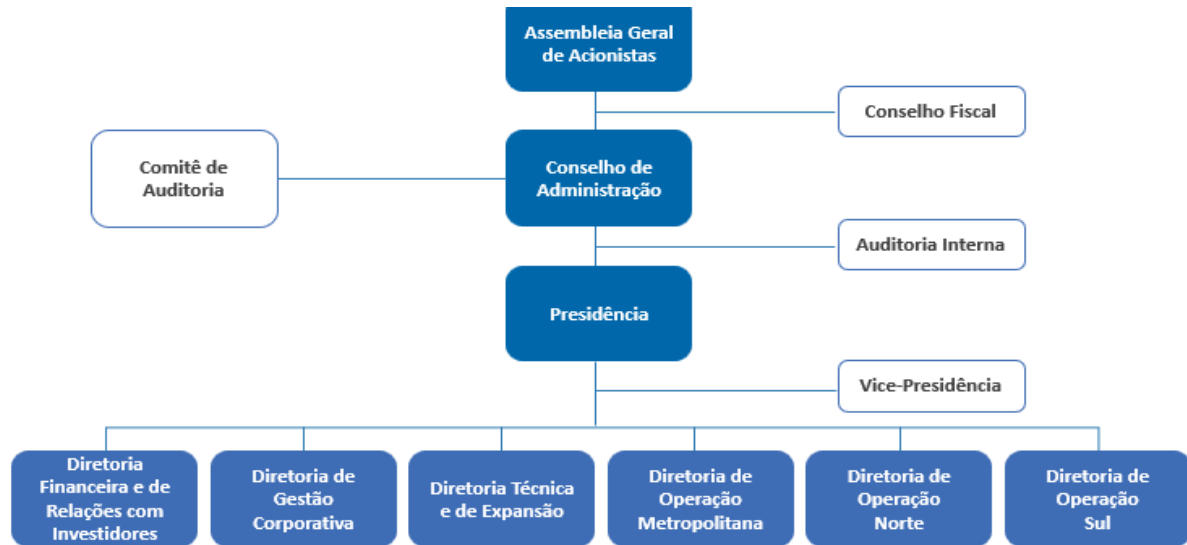 Assembleia Geral
de Acionistas
Conselho Fiscal
Comitê de
Auditoria
Conselho de
Administração
Auditoria Interna
Presidência
Vice-Presidência
Diretoria
Financeira e de
Relações com
Investidores
Diretoria de
Gestão
Corporativa
Diretoria Técnica
e de Expansão
Diretoria de
Operação
Metropolitana
Diretoria de
Operação
Norte
Diretoria de
Operação
Sul